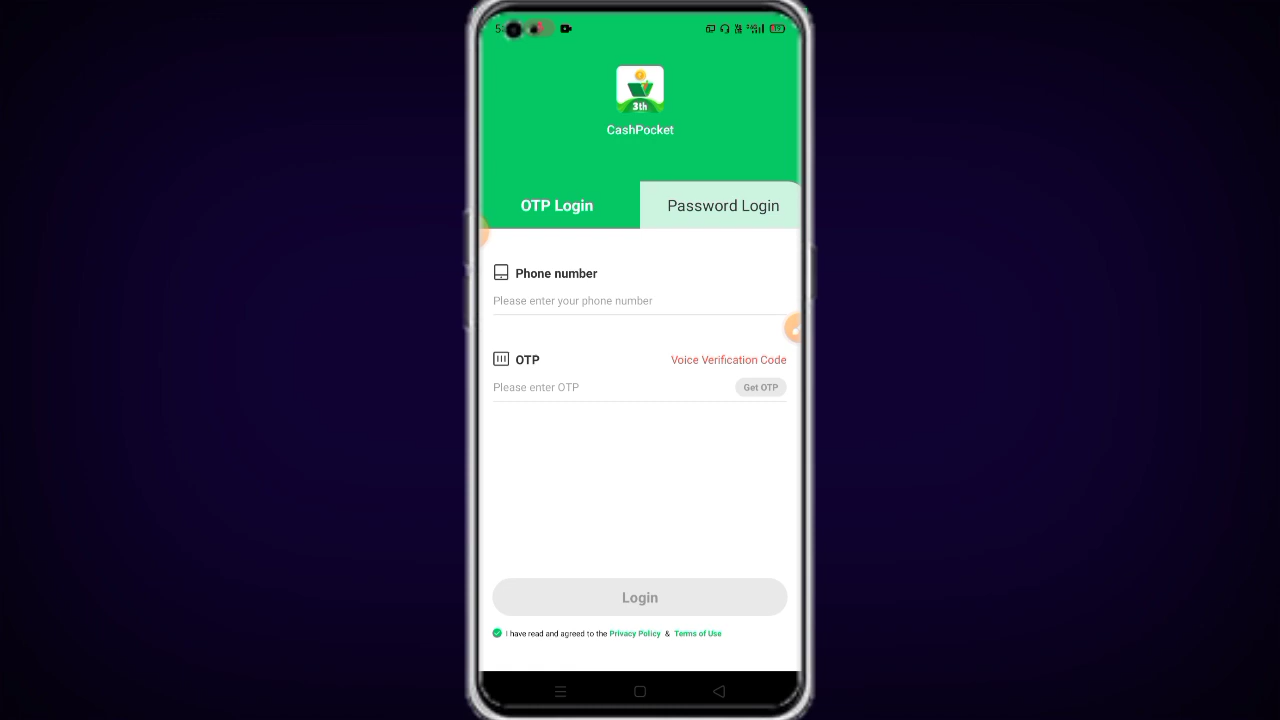 3th
CashPocket
OTP Login
Password Login
Phone number
Please enter your phone number
OTP
Voice Verification Code
Please enter OTP
Get OTP
Login
I have read and agreed to the Privacy Policy & Terms of Use